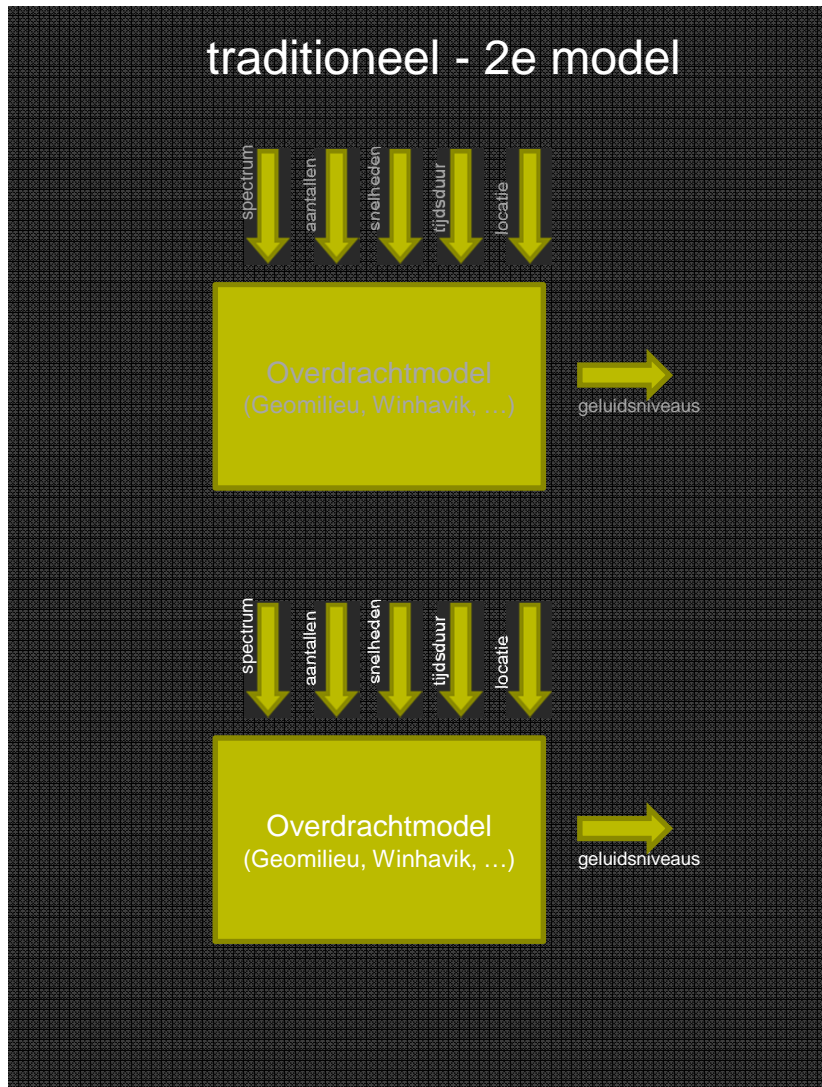 traditioneel - 2e model
spectrum
aantallen
snelheden
tijdsduur
locatie
Overdrachtmodel
(Geomilieu, Winhavik, ...)
geluidsniveaus
spectrum
aantallen
snelheden
tijdsduur
locatie
Overdrachtmodel
(Geomilieu, Winhavik, ...)
geluidsniveaus